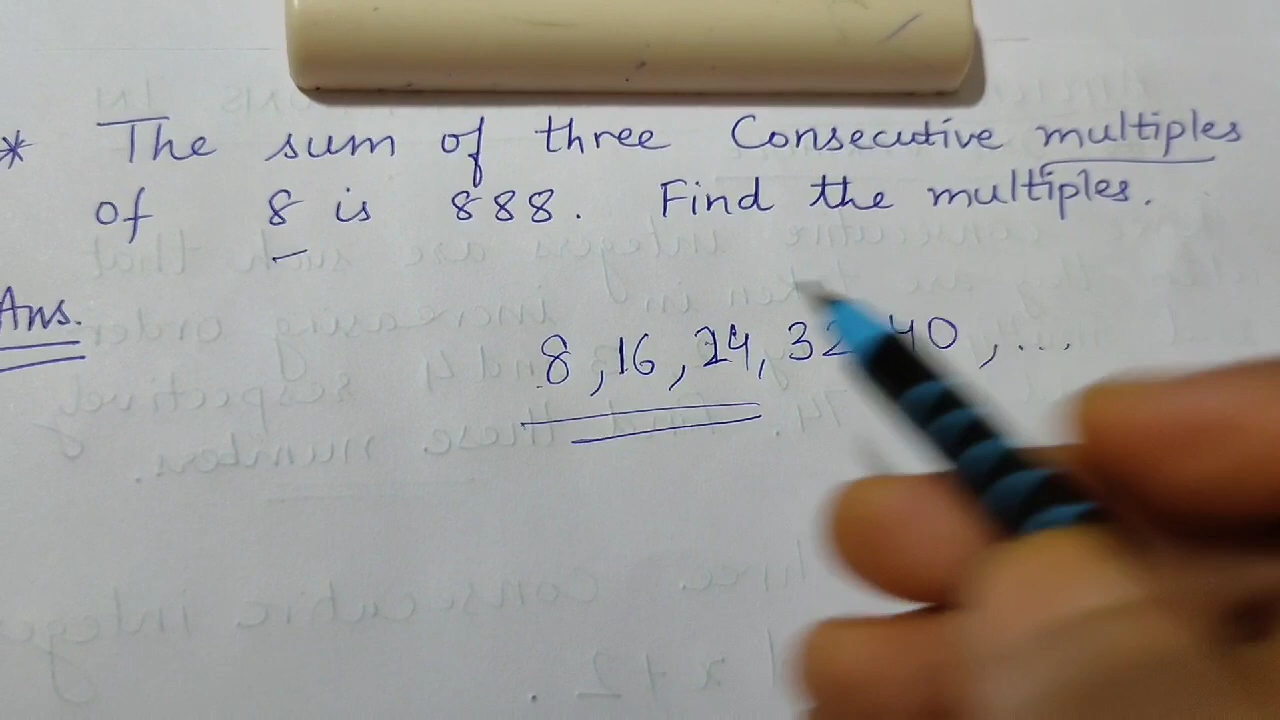 * The sum of three Consecutive multiples
of 8 is 888. Find the multiples.
Ans.
8, 16, 24, 32, 40, ...